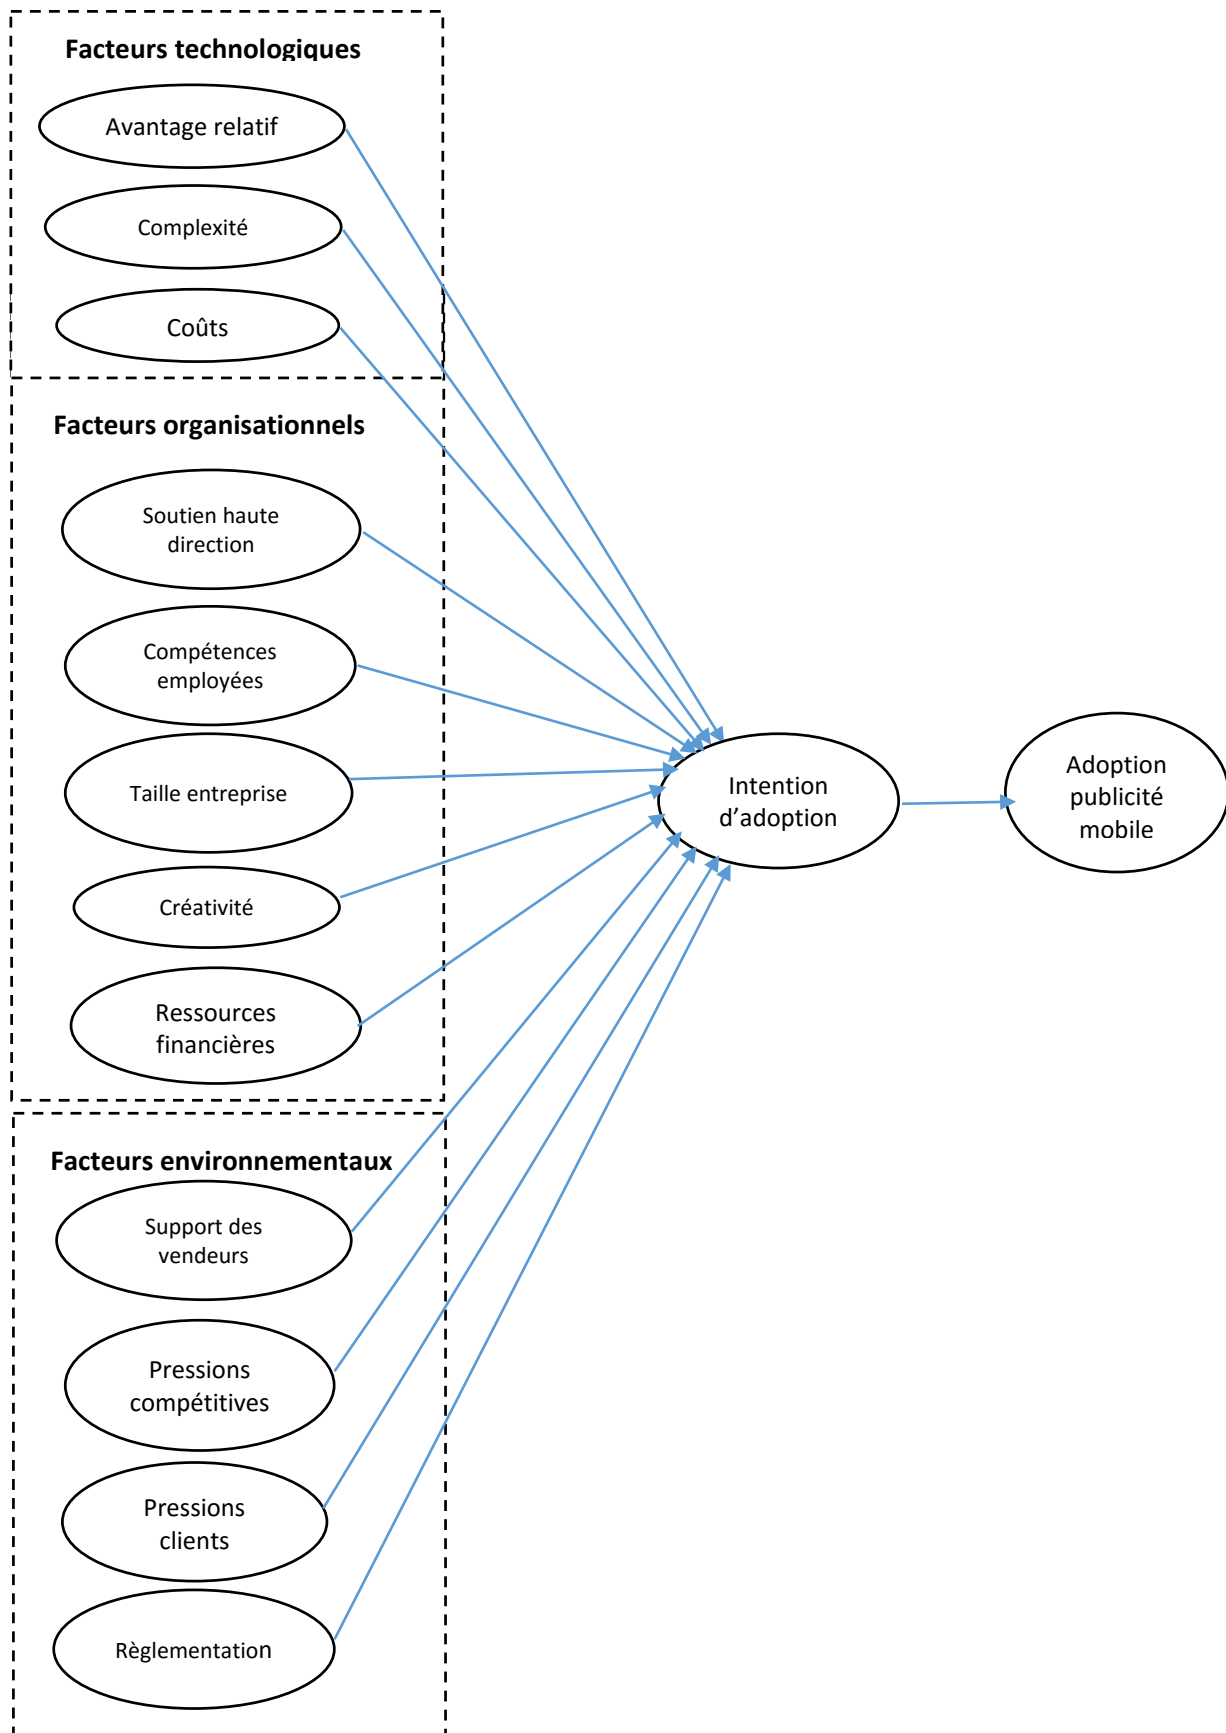 Facteurs technologiques
Avantage relatif
Complexité
Coûts
Facteurs organisationnels
Soutien haute
direction
Compétences
employées
Taille entreprise
Créativité
Ressources
financières
Intention
d’adoption
Adoption
publicité
mobile
Facteurs environnementaux
Support des
vendeurs
Pressions
compétitives
Pressions
clients
Règlementation